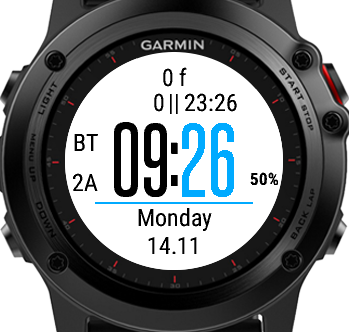 GARMIN
0 f
0 || 23:26
LIGHT
START STOP
BT
09:26
2A
50%
MENU UP
Monday
14.11
DOWN
BACK LAP